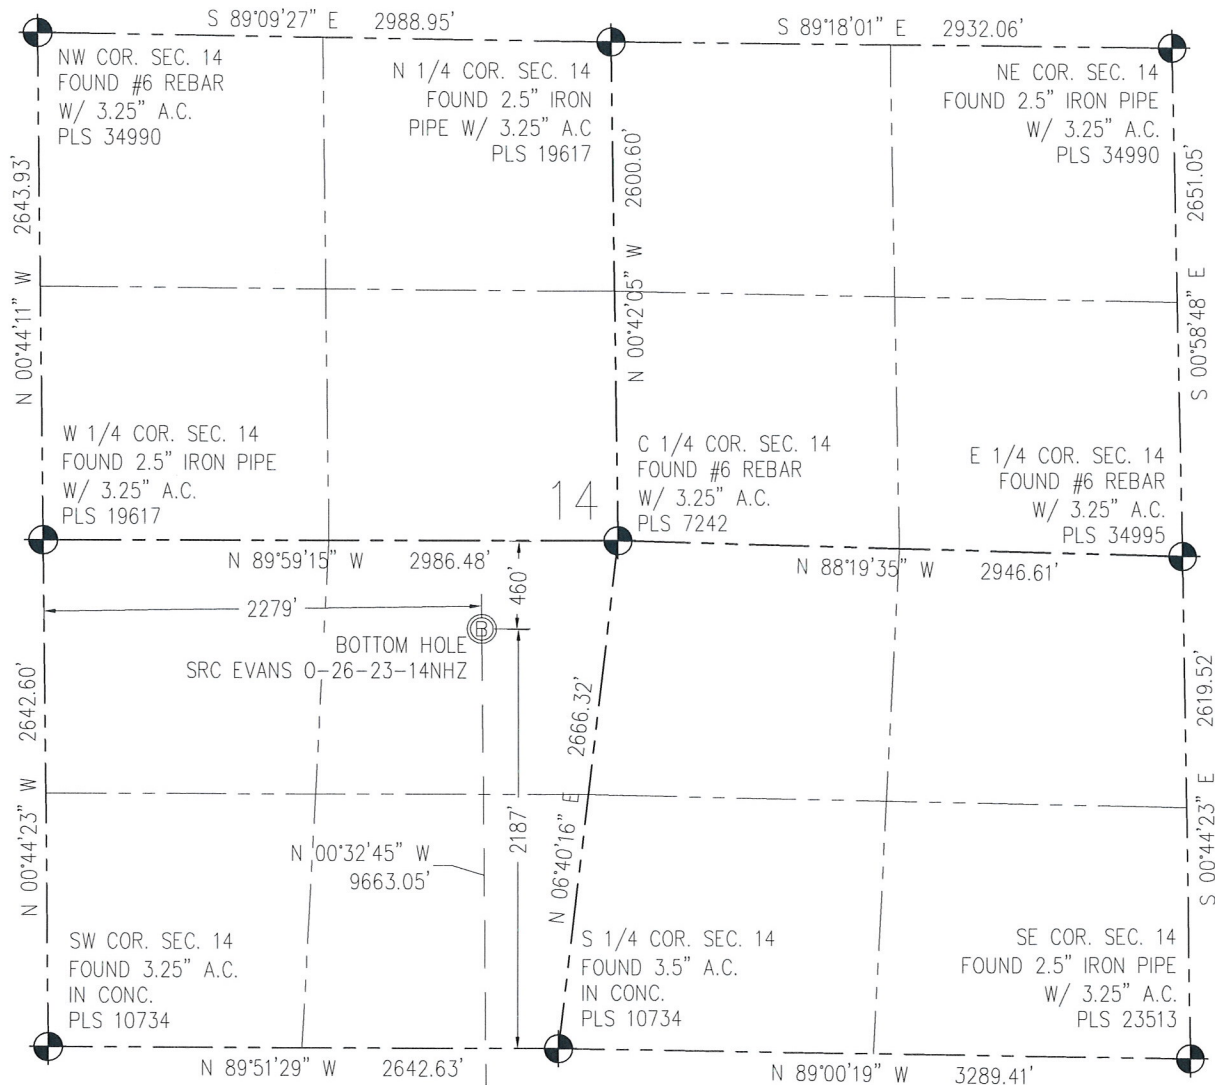 S 89°09'27" E 2988.95'
S 89°18'01" E 2932.06'
NW COR. SEC. 14
FOUND #6 REBAR
W/ 3.25" A.C.
PLS 34990
N 1/4 COR. SEC. 14
FOUND 2.5" IRON
PIPE W/ 3.25" A.C
PLS 19617
NE COR. SEC. 14
FOUND 2.5" IRON PIPE
W/ 3.25" A.C.
PLS 34990
N 00°44'11" W 2643.93'
N 00°42'05" W 2600.60'
S 00°58'48" E 2651.05'
W 1/4 COR. SEC. 14
FOUND 2.5" IRON PIPE
W/ 3.25" A.C.
PLS 19617
14
C 1/4 COR. SEC. 14
FOUND #6 REBAR
W/ 3.25" A.C.
PLS 7242
E 1/4 COR. SEC. 14
FOUND #6 REBAR
W/ 3.25" A.C.
PLS 34995
N 89°59'15" W 2986.48'
N 88°19'35" W 2946.61'
460'
2279'
B
BOTTOM HOLE
SRC EVANS O-26-23-14NHZ
N 00°44'23" W 2642.60'
N 06°40'16" E 2666.32'
S 00°44'23" E 2619.52'
2187'
N 00°32'45" W
9663.05'
SW COR. SEC. 14
FOUND 3.25" A.C.
IN CONC.
PLS 10734
S 1/4 COR. SEC. 14
FOUND 3.5" A.C.
IN CONC.
PLS 10734
SE COR. SEC. 14
FOUND 2.5" IRON PIPE
W/ 3.25" A.C.
PLS 23513
N 89°51'29" W 2642.63'
N 89°00'19" W 3289.41'